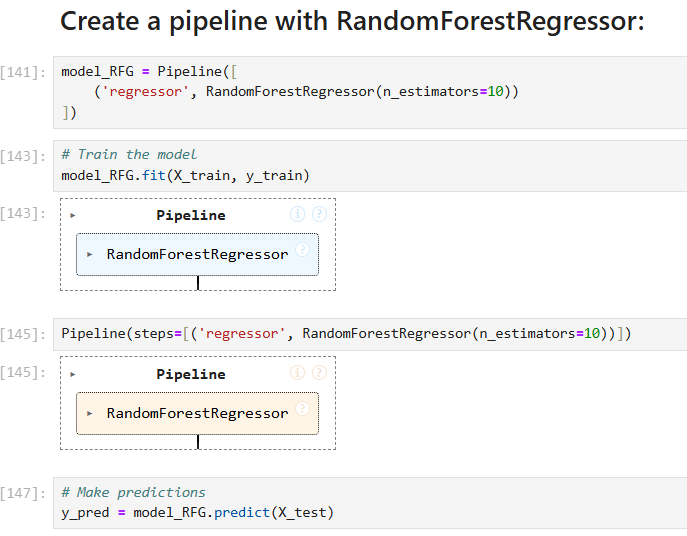 Create a pipeline with RandomForestRegressor:
[141]: model_RFG = Pipeline([
('regressor', RandomForestRegressor(n_estimators=10))
])
[143]: # Train the model
model_RFG.fit(X_train, y_train)
[143]: ▸ Pipeline i ?
▸ RandomForestRegressor ?
[145]: Pipeline(steps=[('regressor', RandomForestRegressor(n_estimators=10))])
[145]: ▸ Pipeline i ?
▸ RandomForestRegressor ?
[147]: # Make predictions
y_pred = model_RFG.predict(X_test)